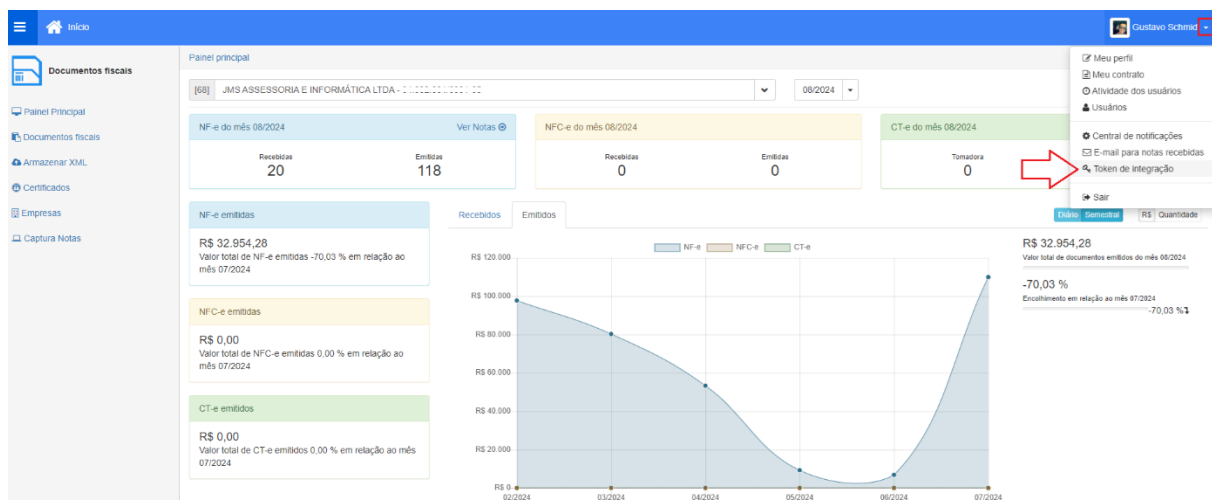 Início
Gustavo Schmid
Documentos fiscais
Painel Principal
Documentos fiscais
Armazenar XML
Certificados
Empresas
Captura Notas
Painel principal
[68] JMS ASSESSORIA E INFORMÁTICA LTDA -
08/2024
NF-e do mês 08/2024 Ver Notas
Recebidas Emitidas
20 118
NFC-e do mês 08/2024
Recebidas Emitidas
0 0
CT-e do mês 08/2024
Tomadora
0
Meu perfil
Meu contrato
Atividade dos usuários
Usuários
Central de notificações
E-mail para notas recebidas
Token de integração
Sair
NF-e emitidas
R$ 32.954,28
Valor total de NF-e emitidas -70,03 % em relação ao
mês 07/2024
NFC-e emitidas
R$ 0,00
Valor total de NFC-e emitidas 0,00 % em relação ao
mês 07/2024
CT-e emitidos
R$ 0,00
Valor total de CT-e emitidos 0,00 % em relação ao mês
07/2024
Recebidos Emitidos
Diário Semestral R$ Quantidade
NF-e NFC-e CT-e
R$ 120.000
R$ 100.000
R$ 80.000
R$ 60.000
R$ 40.000
R$ 20.000
R$ 0
02/2024 03/2024 04/2024 05/2024 06/2024 07/2024
R$ 32.954,28
Valor total de documentos emitidos do mês 08/2024
-70,03 %
Encolhimento em relação ao mês 07/2024
-70,03 %